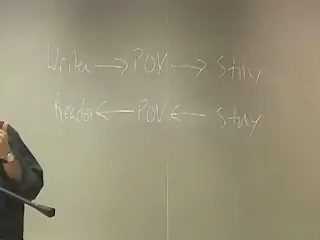 Writer → POV → Story
Reader ← POV ← Story